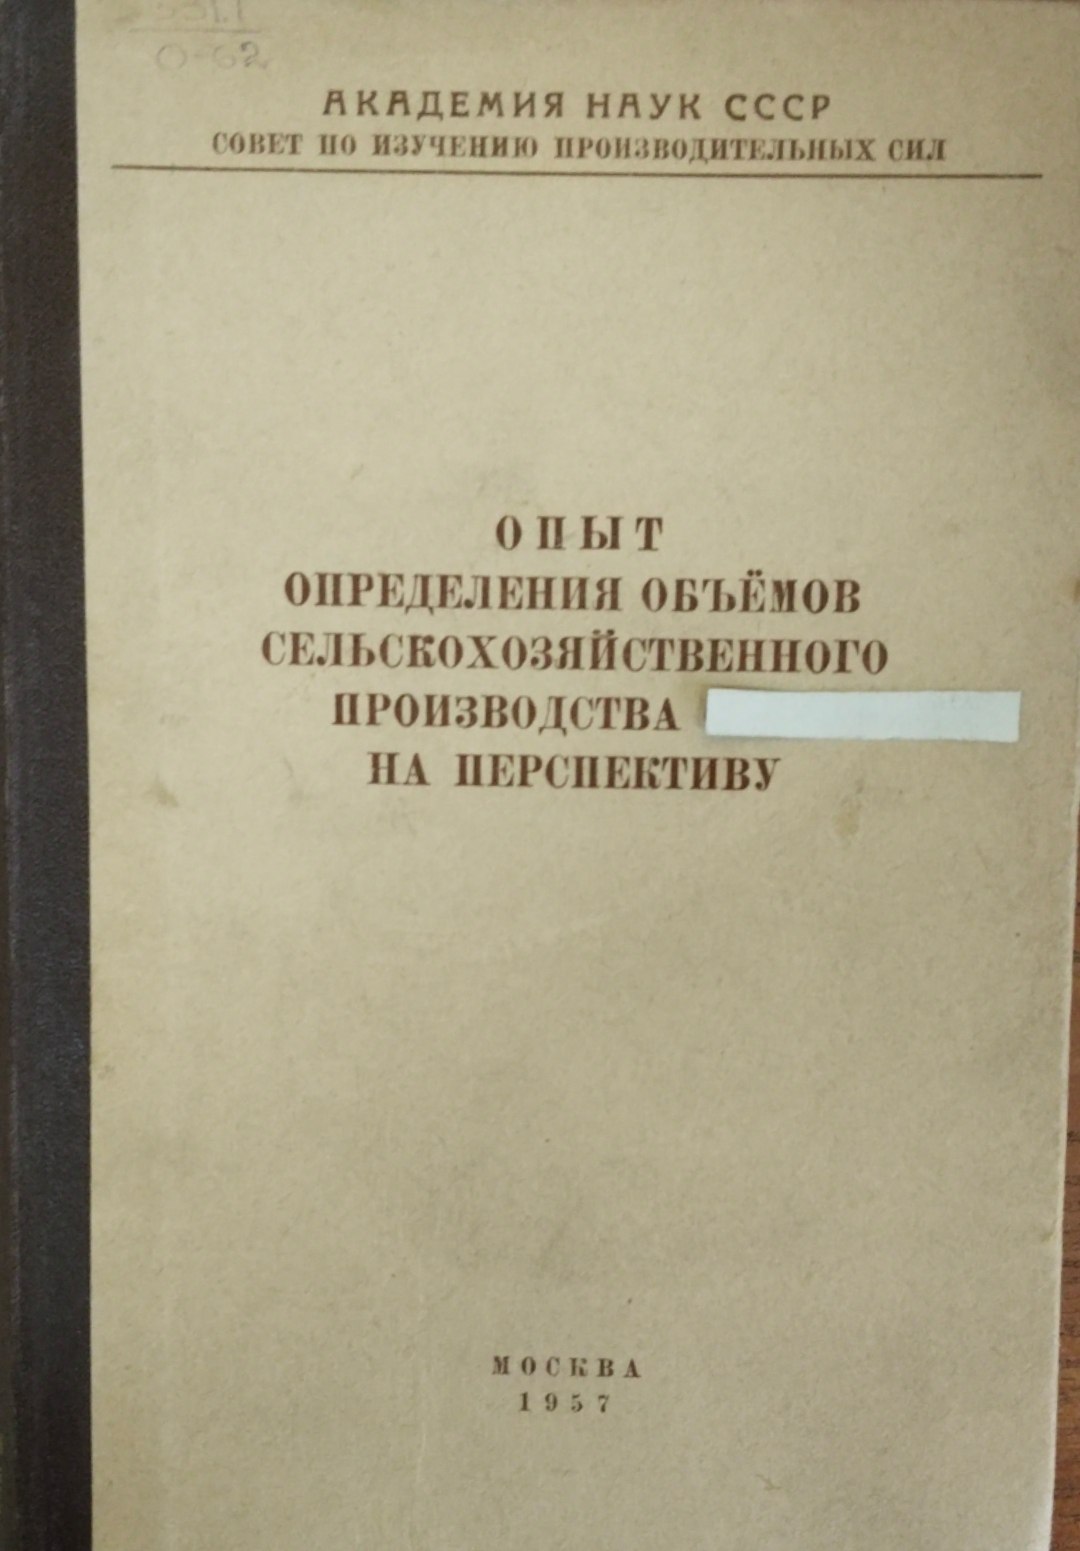 О-62
АКАДЕМИЯ НАУК СССР
СОВЕТ ПО ИЗУЧЕНИЮ ПРОИЗВОДИТЕЛЬНЫХ СИЛ
ОПЫТ
ОПРЕДЕЛЕНИЯ ОБЪЁМОВ
СЕЛЬСКОХОЗЯЙСТВЕННОГО
ПРОИЗВОДСТВА
НА ПЕРСПЕКТИВУ
МОСКВА
1957